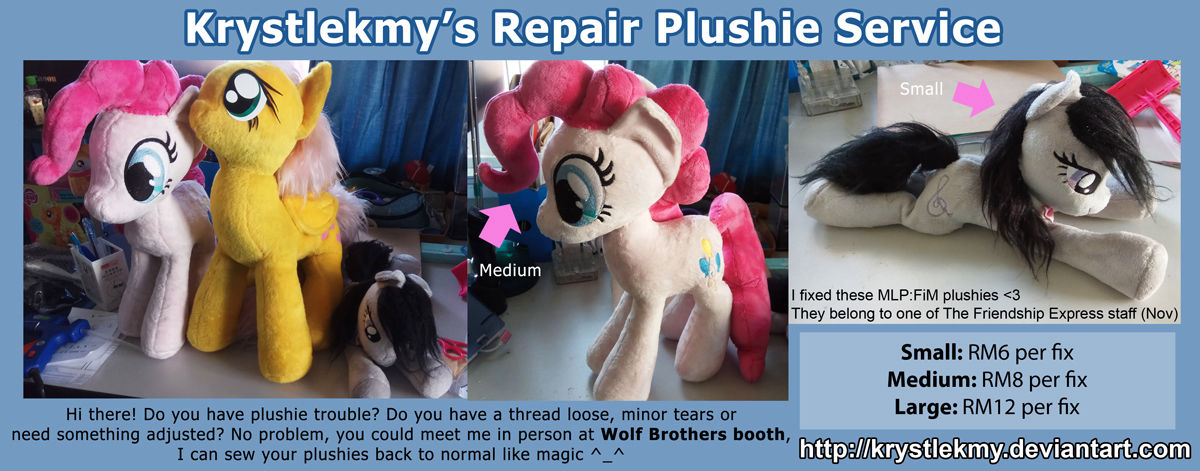 Krystlekmy's Repair Plushie Service
Small
Medium
I fixed these MLP:FiM plushies <3
They belong to one of The Friendship Express staff (Nov)
Small: RM6 per fix
Medium: RM8 per fix
Large: RM12 per fix
Hi there! Do you have plushie trouble? Do you have a thread loose, minor tears or
need something adjusted? No problem, you could meet me in person at Wolf Brothers booth,
I can sew your plushies back to normal like magic ^_^
http://krystlekmy.deviantart.com